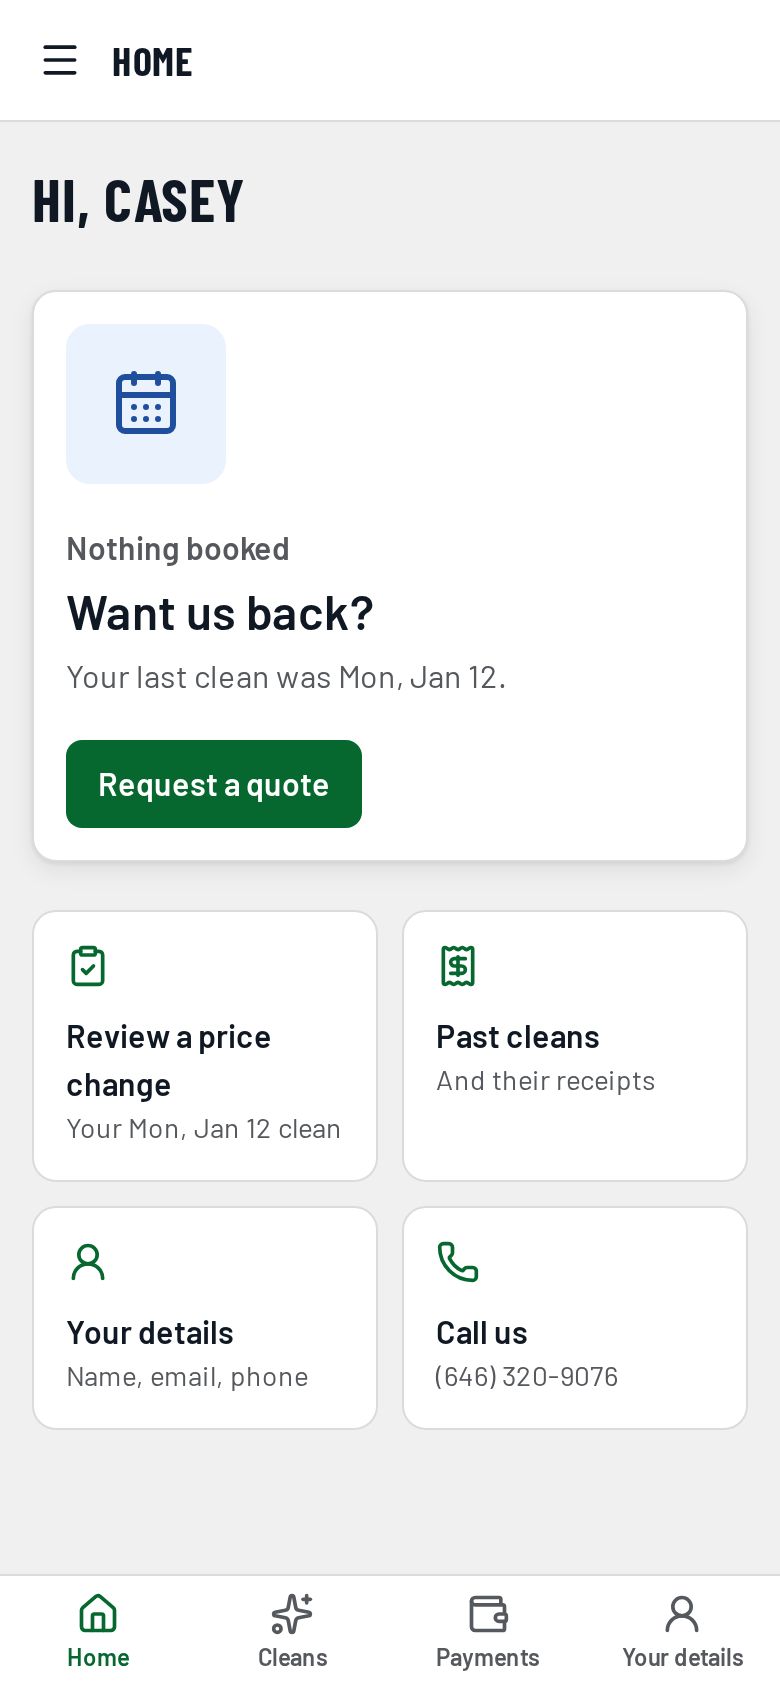 HOME
HI, CASEY
Nothing booked
Want us back?
Your last clean was Mon, Jan 12.
Request a quote
Review a price
change
Your Mon, Jan 12 clean
Past cleans
And their receipts
Your details
Name, email, phone
Call us
(646) 320-9076
Home
Cleans
Payments
Your details